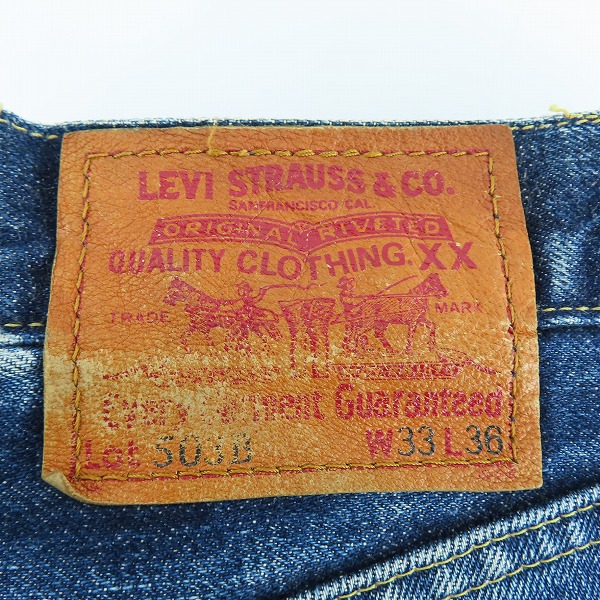 LEVI STRAUSS & CO.
SAN FRANCISCO CAL.
ORIGINAL RIVETED
QUALITY CLOTHING. XX
TRADE MARK
Every Garment Guaranteed
Lot 503B W33 L36